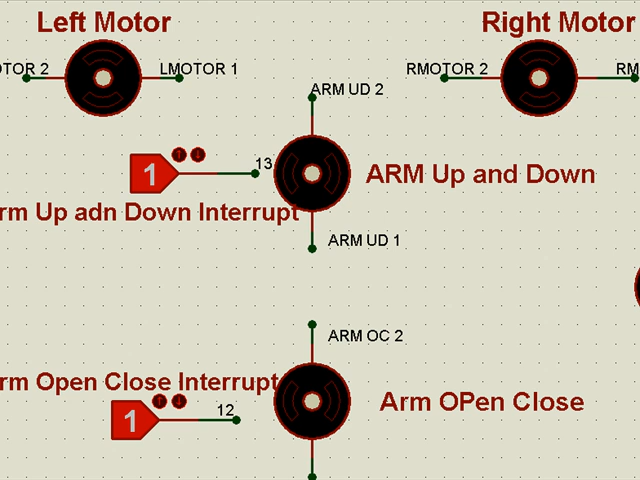 Left Motor
Right Motor
OTOR 2
LMOTOR 1
RMOTOR 2
RM
ARM UD 2
1
13
ARM Up and Down
rm Up adn Down Interrupt
ARM UD 1
ARM OC 2
rm Open Close Interrupt
1
12
Arm OPen Close